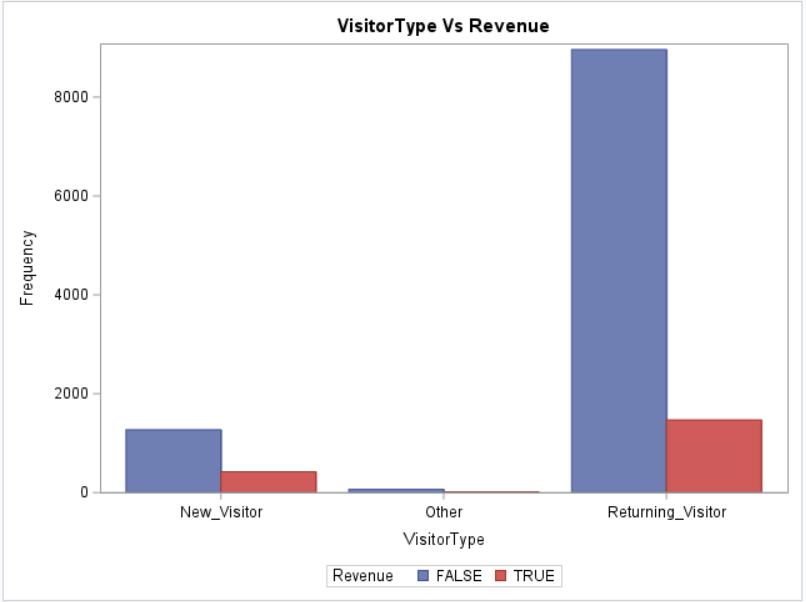 VisitorType Vs Revenue
8000
6000
4000
2000
0
Frequency
New_Visitor Other Returning_Visitor
VisitorType
Revenue FALSE TRUE